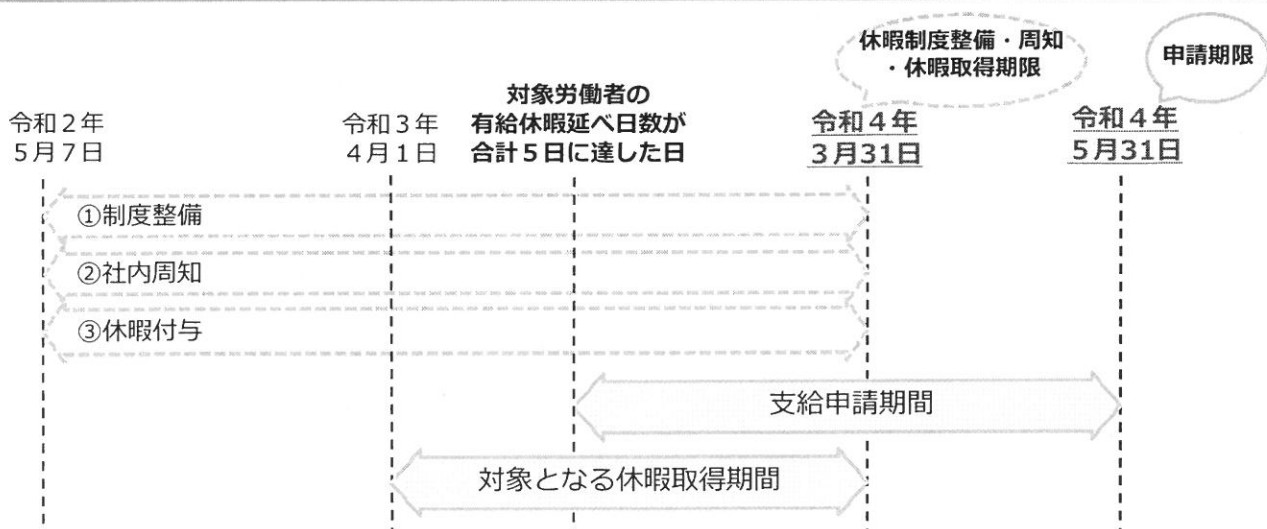 休暇制度整備・周知
・休暇取得期限
申請期限
令和２年
５月７日
令和３年
４月１日
対象労働者の
有給休暇延べ日数が
合計５日に達した日
令和４年
３月31日
令和４年
５月31日
①制度整備
②社内周知
③休暇付与
支給申請期間
対象となる休暇取得期間